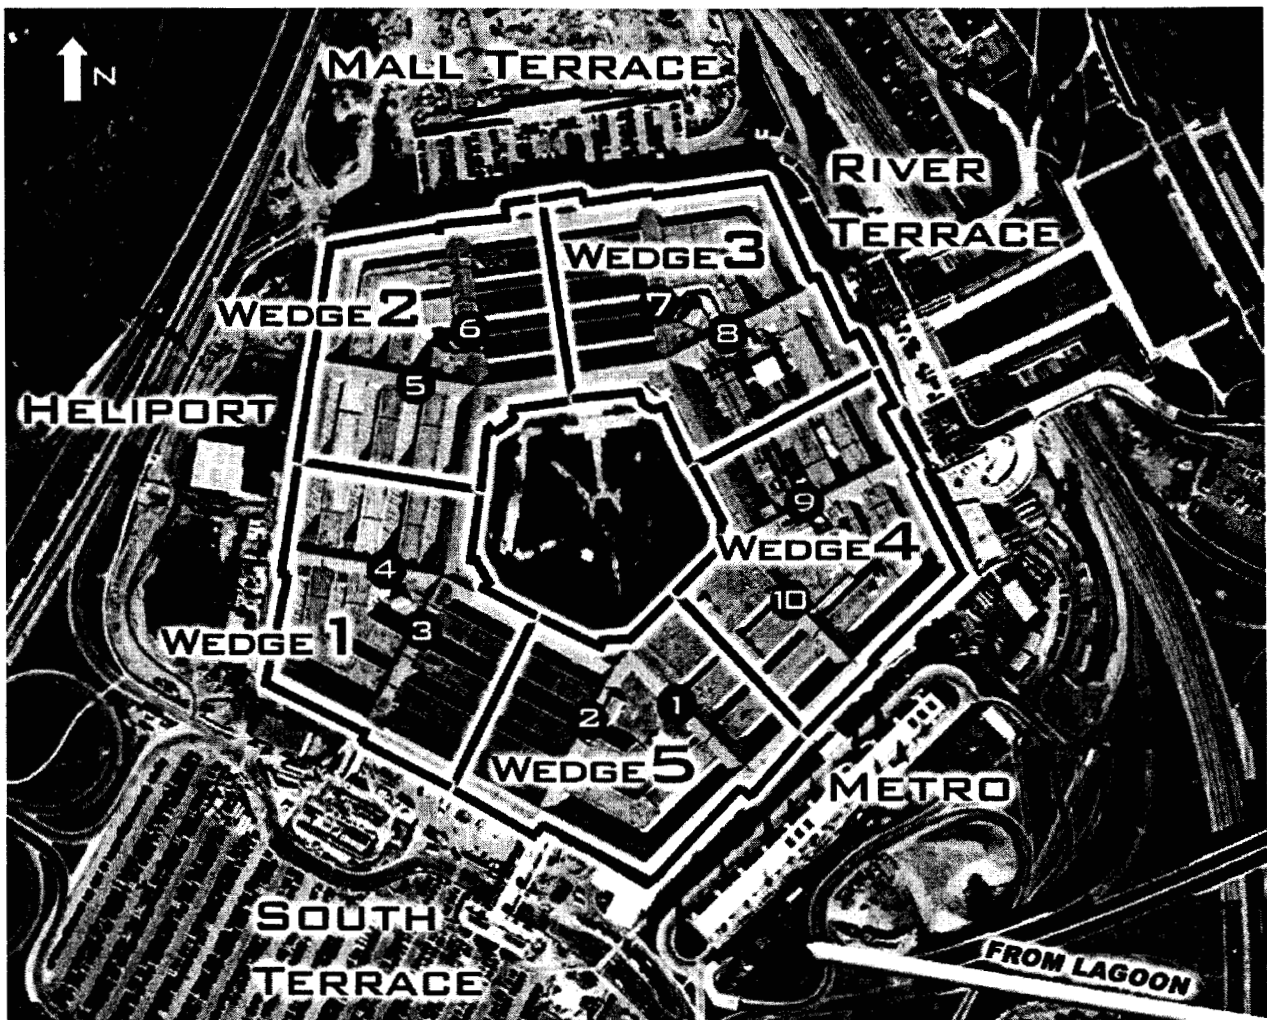 N
MALL TERRACE
RIVER
TERRACE
WEDGE 3
WEDGE 2
7
6
8
5
HELIPORT
9
WEDGE 4
4
10
3
WEDGE 1
2
1
WEDGE 5
METRO
SOUTH
TERRACE
FROM LAGOON